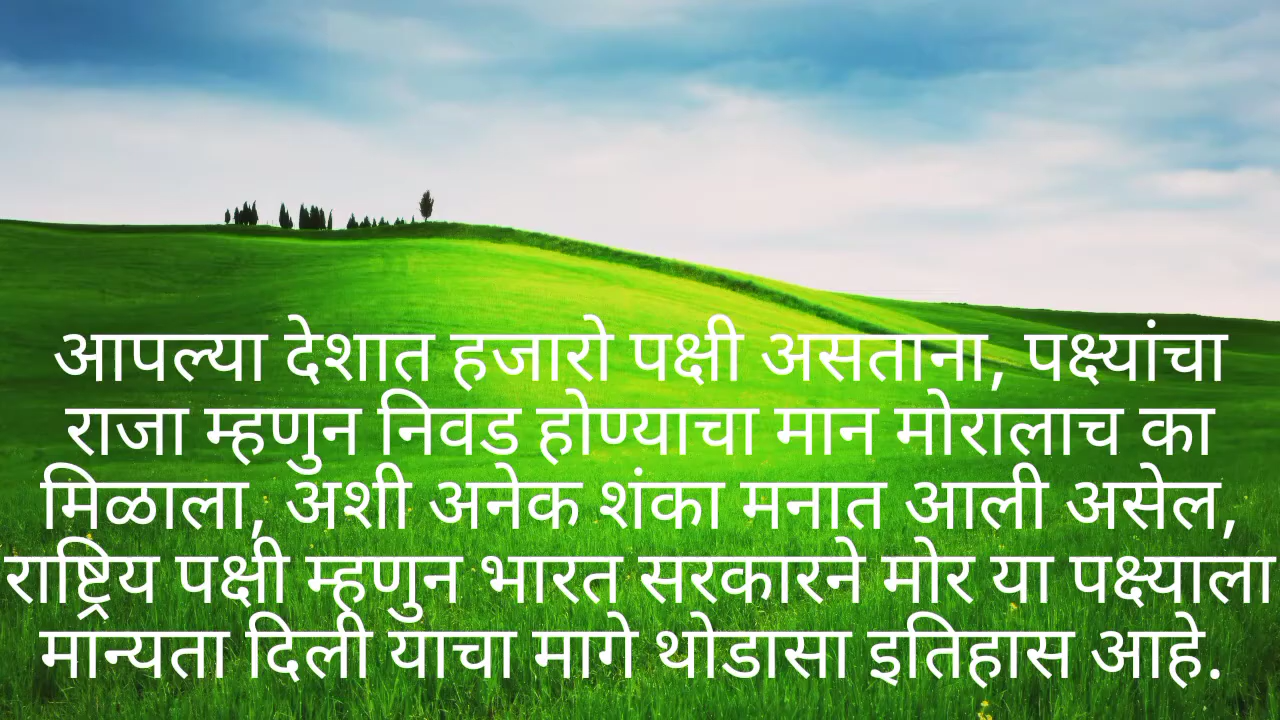 आपल्या देशात हजारो पक्षी असताना, पक्ष्यांचा
राजा म्हणुन निवड होण्याचा मान मोरालाच का
मिळाला, अशी अनेक शंका मनात आली असेल,
राष्ट्रिय पक्षी म्हणुन भारत सरकारने मोर या पक्ष्याला
मान्यता दिली याचा मागे थोडासा इतिहास आहे.